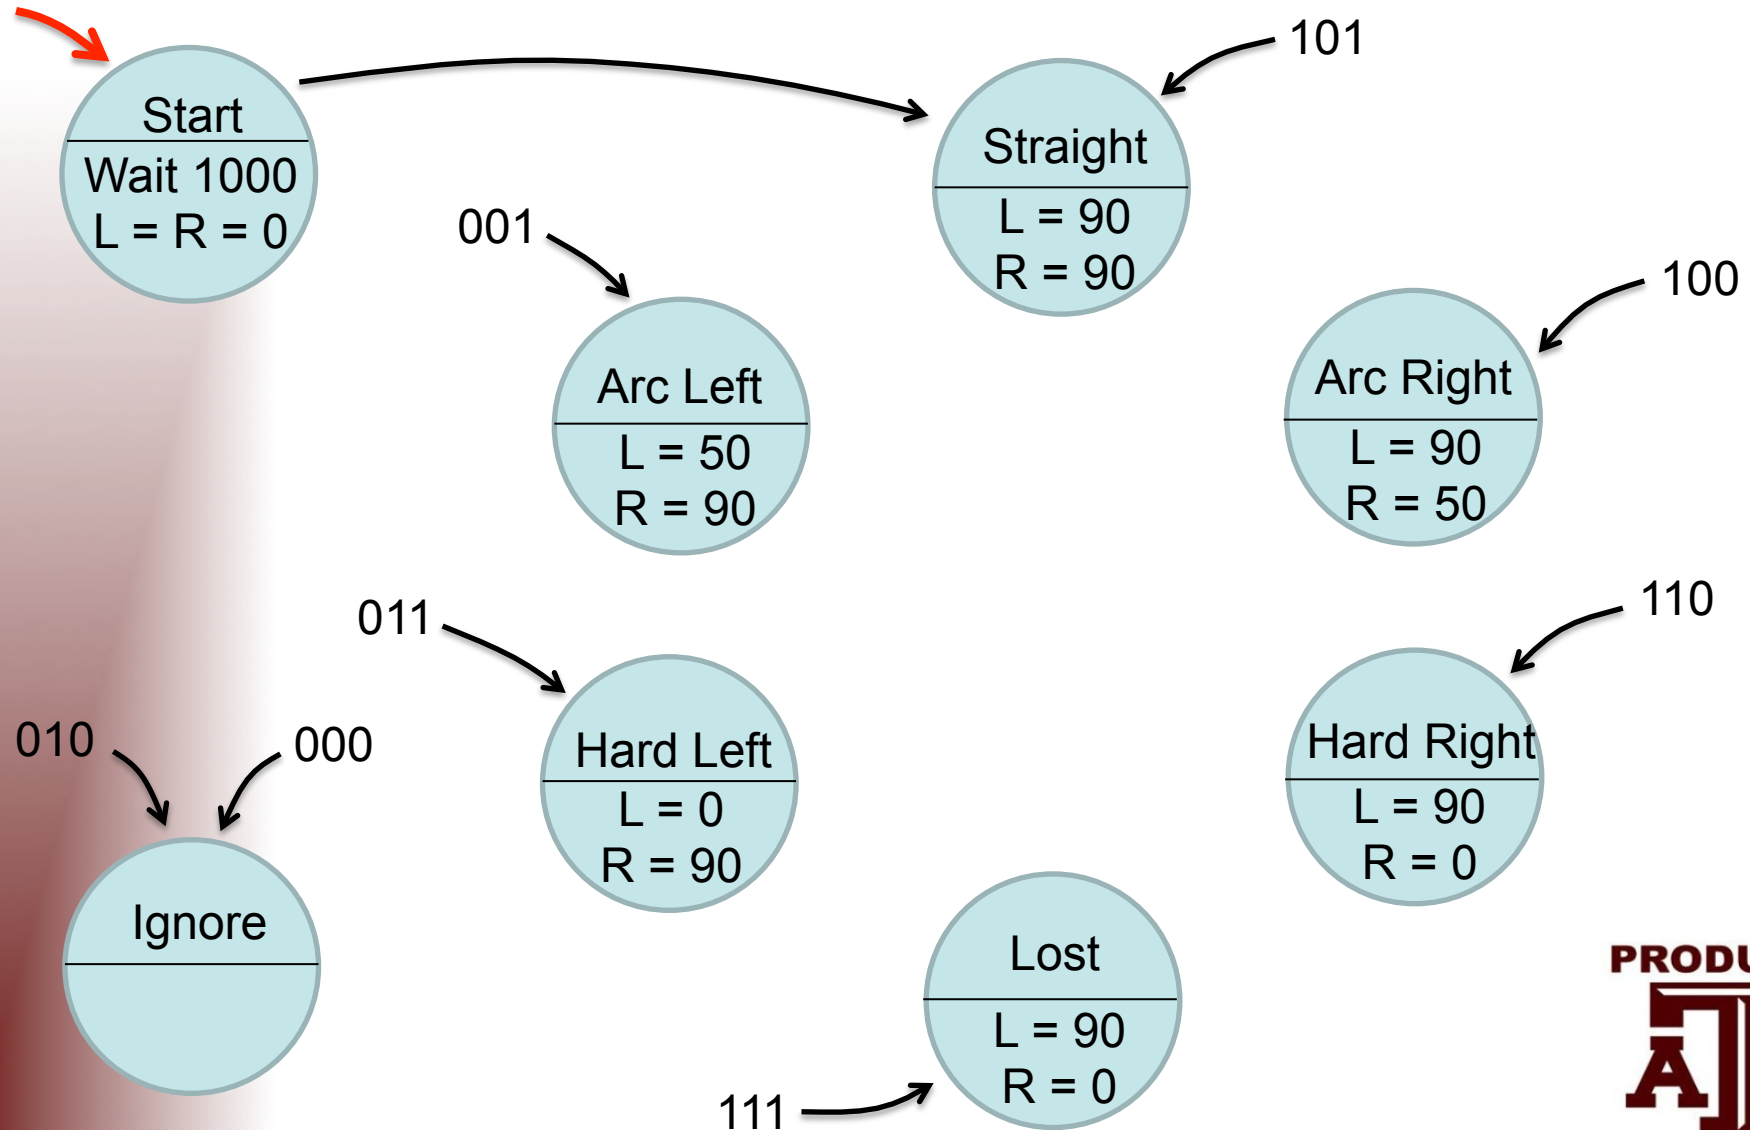 Start
Wait 1000
L = R = 0
101
Straight
L = 90
R = 90
001
Arc Left
L = 50
R = 90
100
Arc Right
L = 90
R = 50
011
Hard Left
L = 0
R = 90
110
Hard Right
L = 90
R = 0
010
000
Ignore
Lost
L = 90
R = 0
111
A